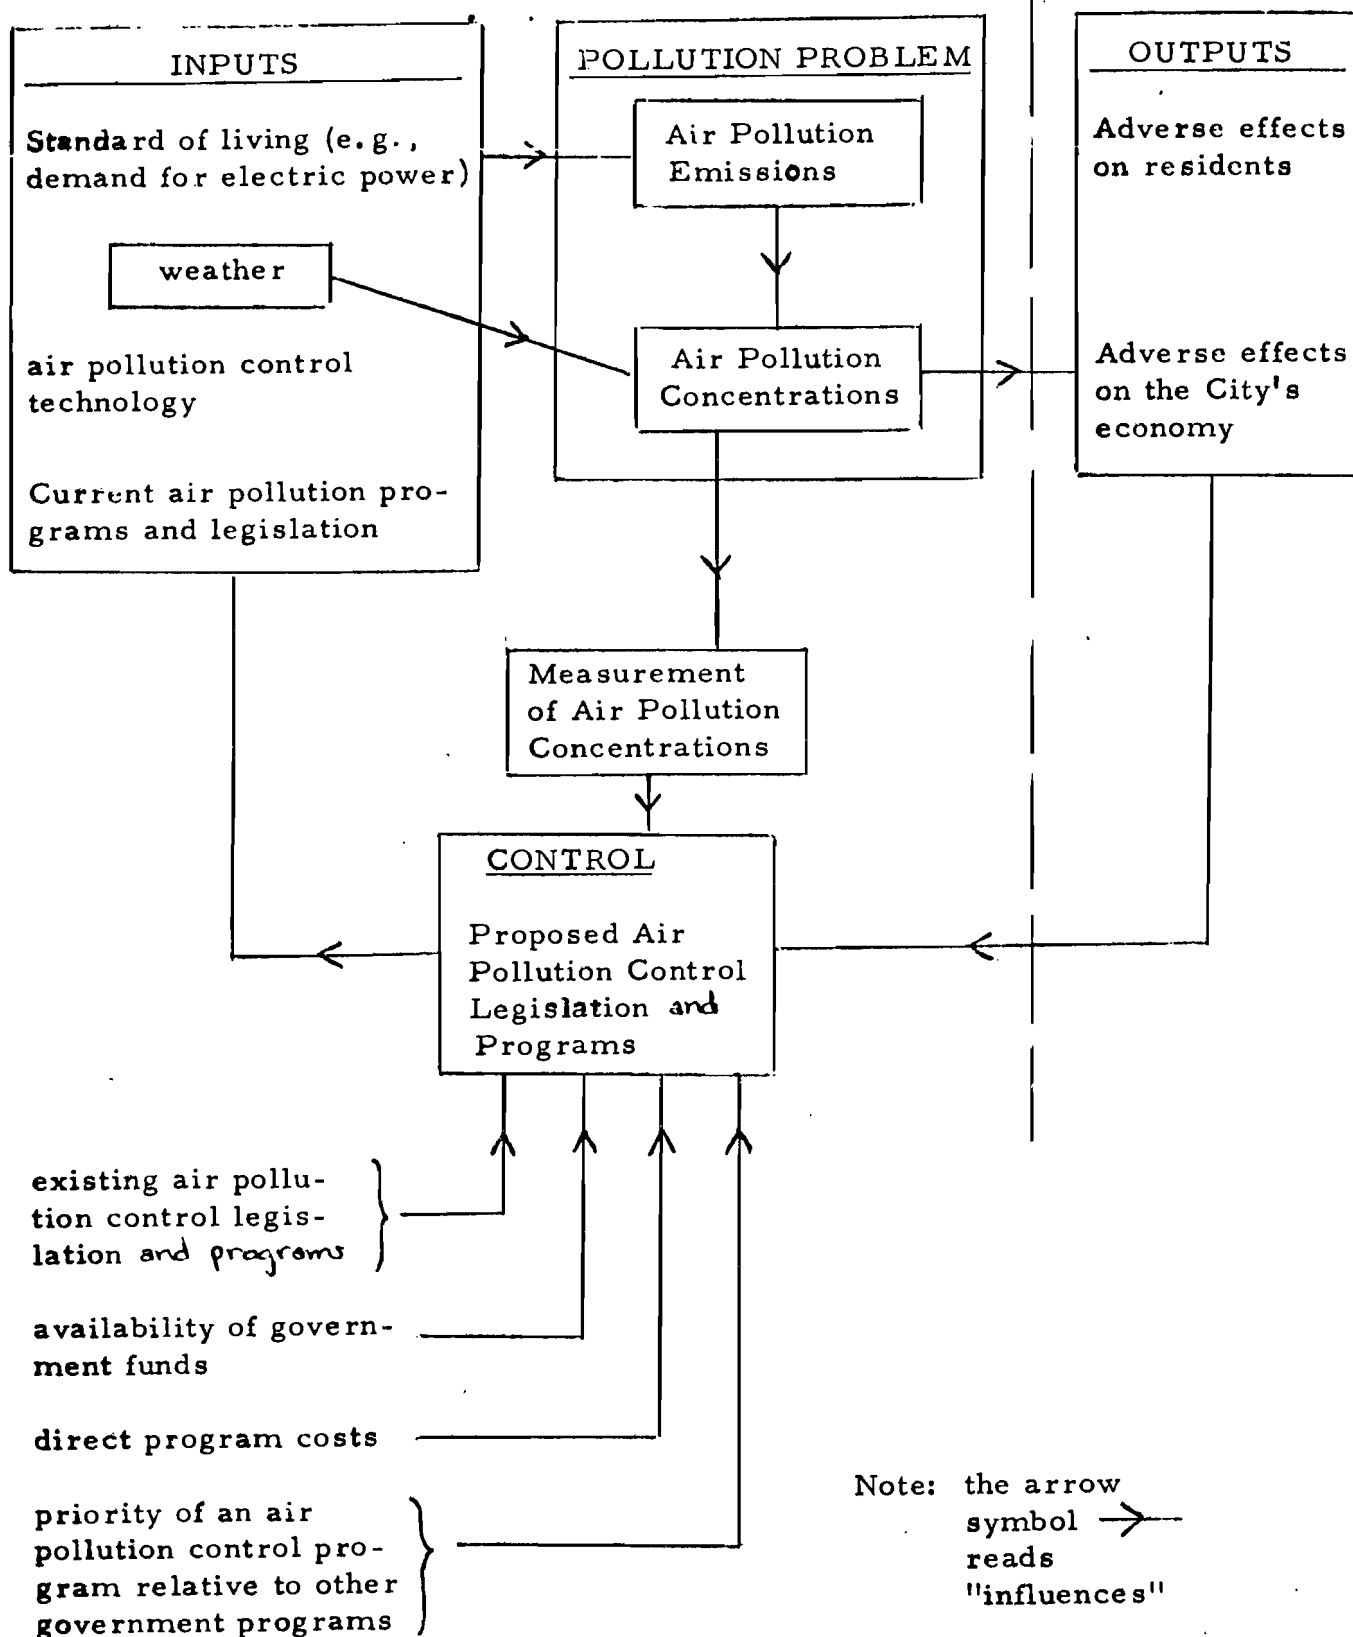 INPUTS
Standard of living (e.g.,
demand for electric power)
weather
air pollution control
technology
Current air pollution pro-
grams and legislation
POLLUTION PROBLEM
Air Pollution
Emissions
Air Pollution
Concentrations
OUTPUTS
Adverse effects
on residents
Adverse effects
on the City's
economy
Measurement
of Air Pollution
Concentrations
CONTROL
Proposed Air
Pollution Control
Legislation and
Programs
existing air pollu-
tion control legis-
lation and programs
availability of govern-
ment funds
direct program costs
priority of an air
pollution control pro-
gram relative to other
government programs
Note: the arrow
symbol
reads
"influences"